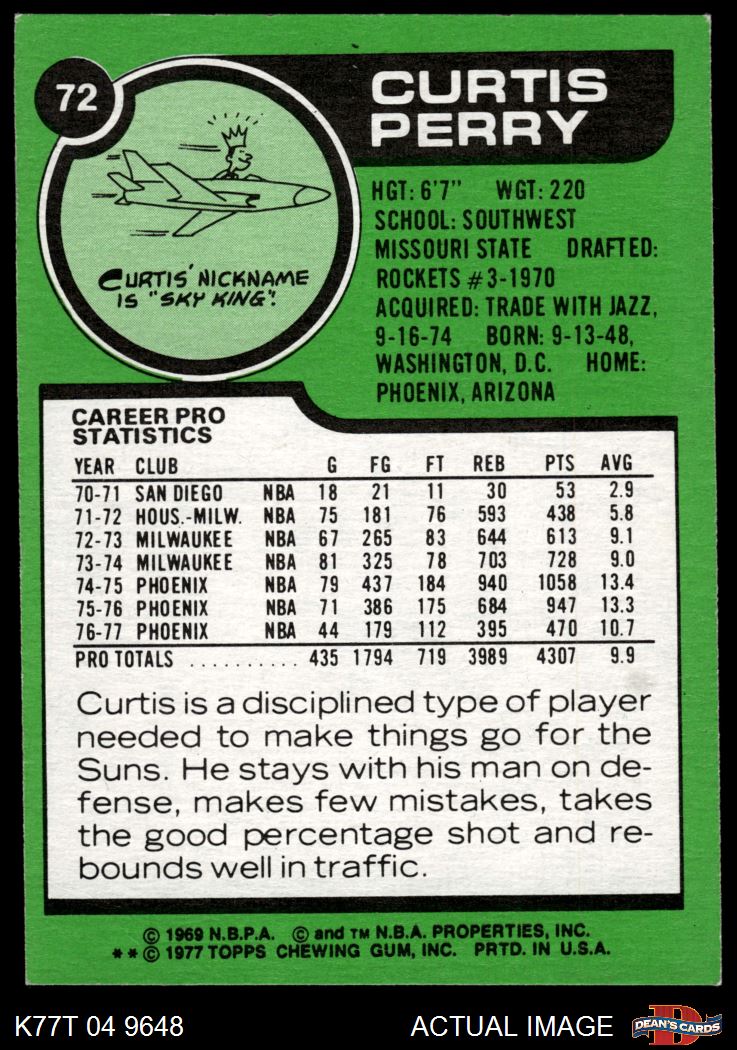 72
CURTIS
PERRY
CURTIS' NICKNAME
IS "SKY KING".
HGT: 6'7" WGT: 220
SCHOOL: SOUTHWEST
MISSOURI STATE DRAFTED:
ROCKETS #3-1970
ACQUIRED: TRADE WITH JAZZ,
9-16-74 BORN: 9-13-48,
WASHINGTON, D.C. HOME:
PHOENIX, ARIZONA
CAREER PRO
STATISTICS
YEAR CLUB G FG FT REB PTS AVG
70-71 SAN DIEGO NBA 18 21 11 30 53 2.9
71-72 HOUS.-MILW. NBA 75 181 76 593 438 5.8
72-73 MILWAUKEE NBA 67 265 83 644 613 9.1
73-74 MILWAUKEE NBA 81 325 78 703 728 9.0
74-75 PHOENIX NBA 79 437 184 940 1058 13.4
75-76 PHOENIX NBA 71 386 175 684 947 13.3
76-77 PHOENIX NBA 44 179 112 395 470 10.7
PRO TOTALS .......... 435 1794 719 3989 4307 9.9
Curtis is a disciplined type of player
needed to make things go for the
Suns. He stays with his man on de-
fense, makes few mistakes, takes
the good percentage shot and re-
bounds well in traffic.
© 1969 N.B.P.A. © and TM N.B.A. PROPERTIES, INC.
**© 1977 TOPPS CHEWING GUM, INC. PRTD. IN U.S.A.
K77T 04 9648 ACTUAL IMAGE D DEAN'S CARDS